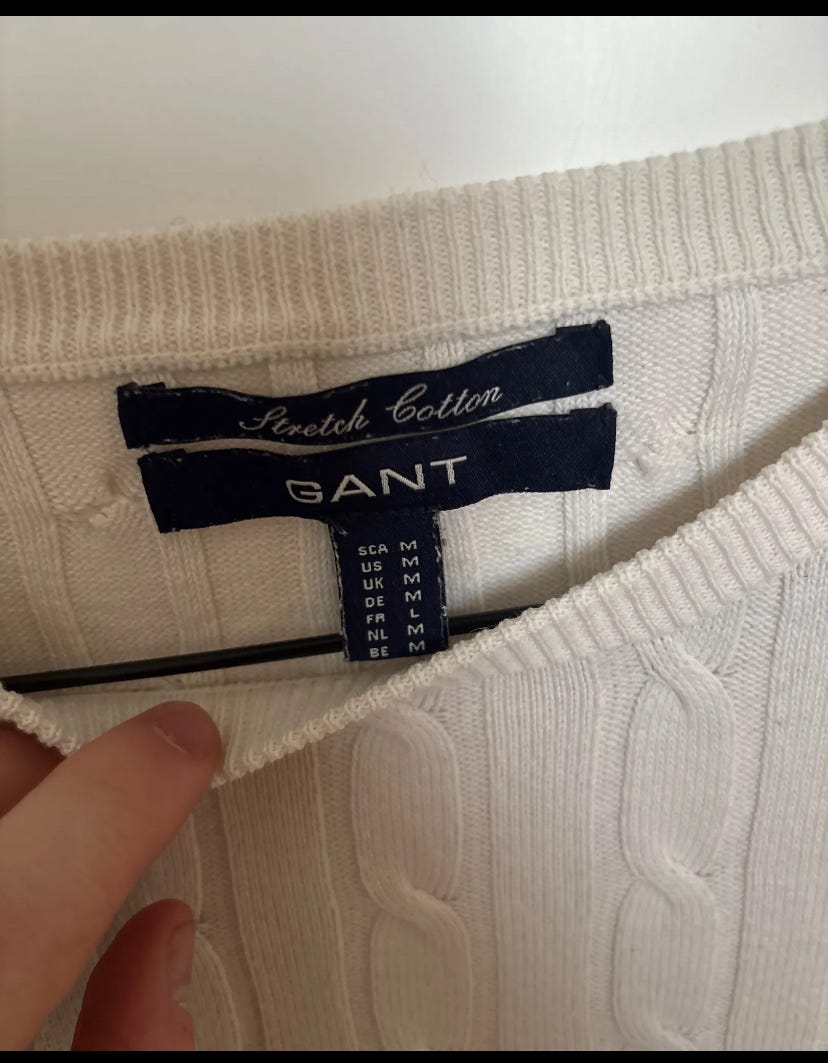 Stretch Cotton
GANT
SCA M
US M
UK M
DE M
FR L
NL M
BE M